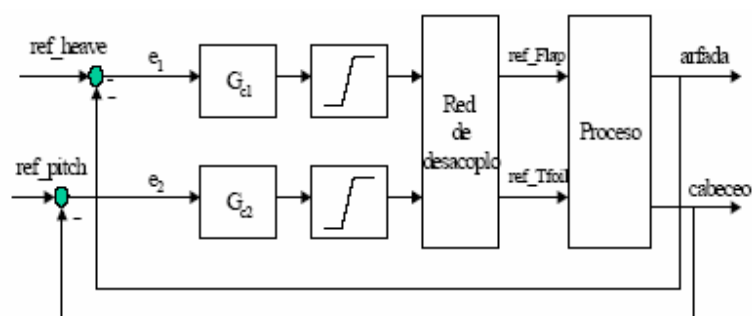 ref_heave
e1
Gc1
ref_Flap
arfada
Red
de
desacoplo
Proceso
ref_pitch
e2
Gc2
ref_Tfoil
cabeceo